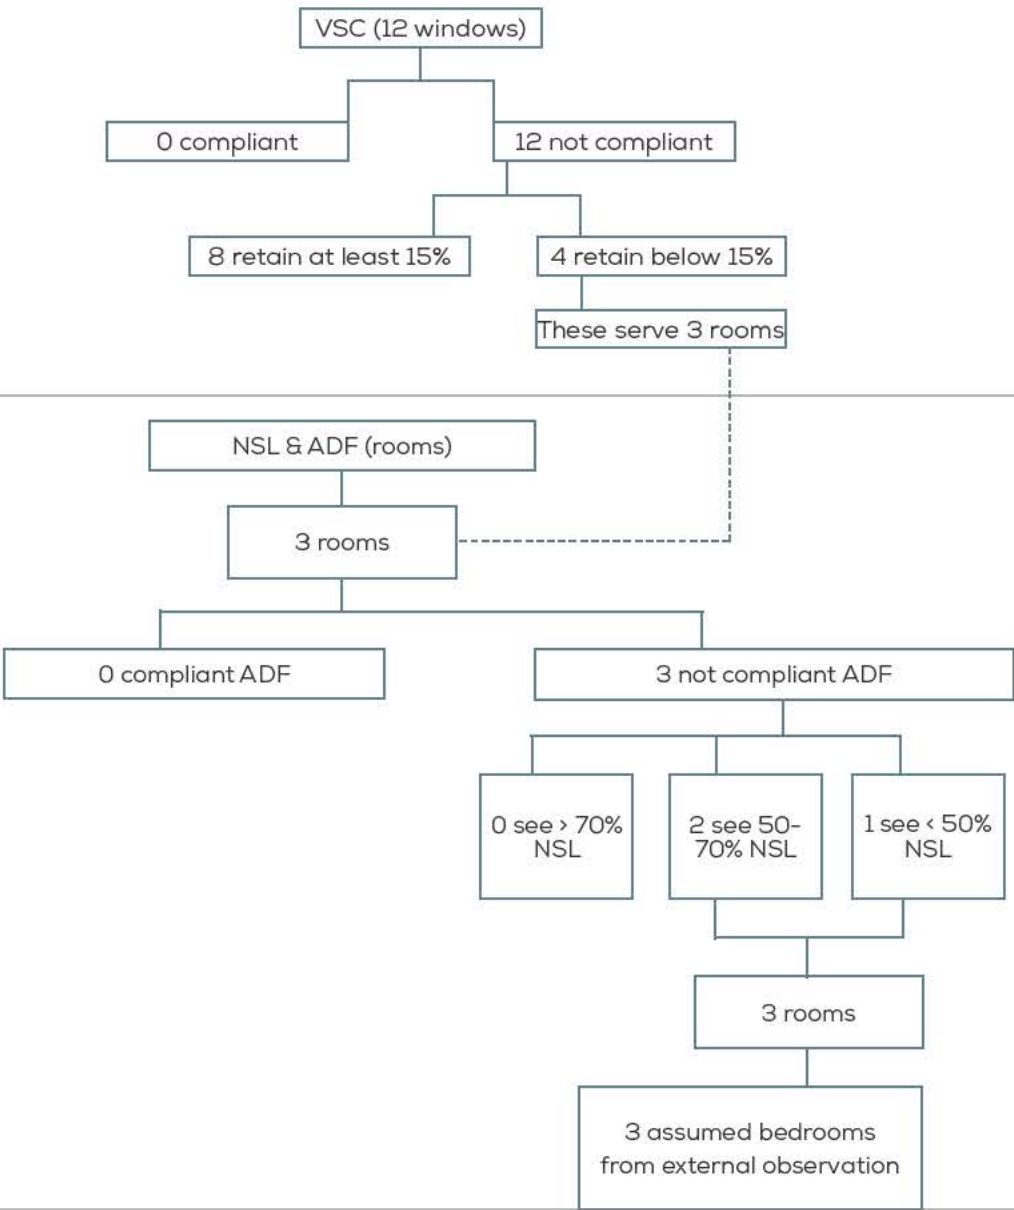 VSC (12 windows)
0 compliant
12 not compliant
8 retain at least 15%
4 retain below 15%
These serve 3 rooms
NSL & ADF (rooms)
3 rooms
0 compliant ADF
3 not compliant ADF
0 see > 70%
NSL
2 see 50-
70% NSL
1 see < 50%
NSL
3 rooms
3 assumed bedrooms
from external observation